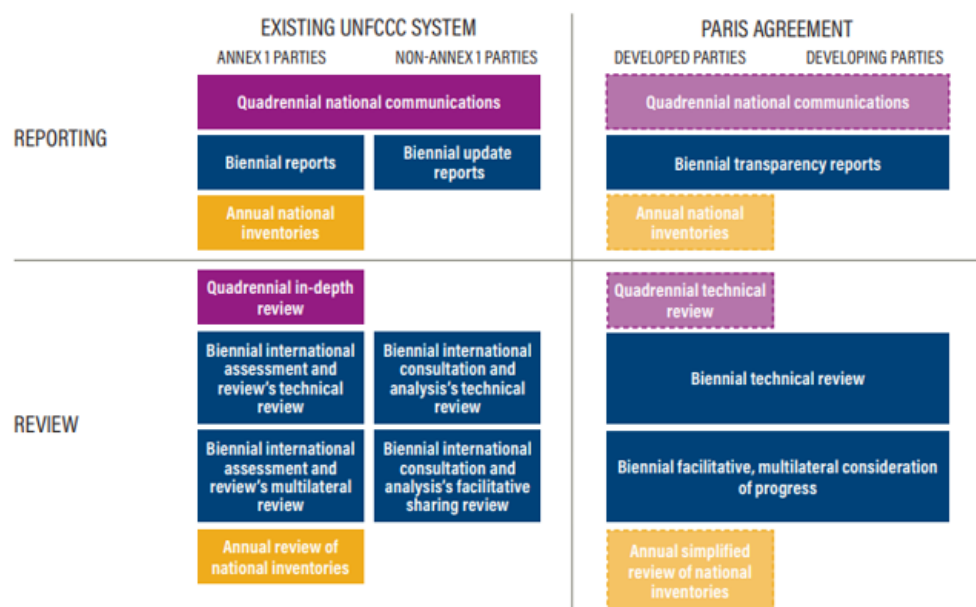 EXISTING UNFCCC SYSTEM
PARIS AGREEMENT
ANNEX 1 PARTIES
NON-ANNEX 1 PARTIES
DEVELOPED PARTIES
DEVELOPING PARTIES
REPORTING
Quadrennial national communications
Quadrennial national communications
Biennial reports
Biennial update
reports
Biennial transparency reports
Annual national
inventories
Annual national
inventories
REVIEW
Quadrennial in-depth
review
Quadrennial technical
review
Biennial international
assessment and
review's technical
review
Biennial international
consultation and
analysis's technical
review
Biennial technical review
Biennial international
assessment and
review's multilateral
review
Biennial international
consultation and
analysis's facilitative
sharing review
Biennial facilitative, multilateral consideration
of progress
Annual review of
national inventories
Annual simplified
review of national
inventories